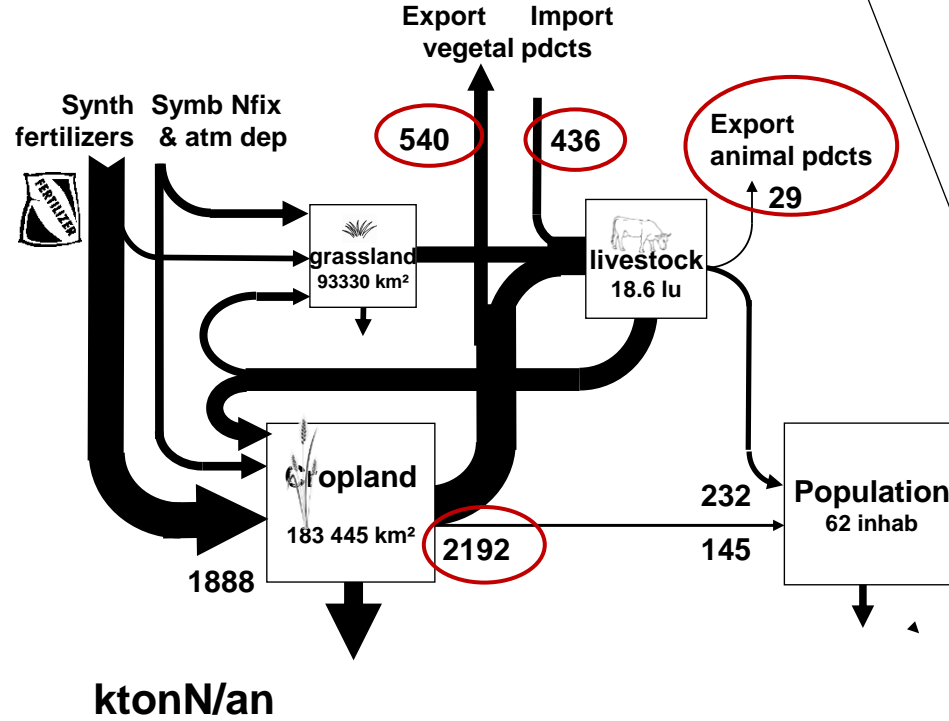 Export Import
vegetal pdcts
Synth Symb Nfix
fertilizers & atm dep
540
436
Export
animal pdcts
29
FERTILIZER
grassland
93330 km²
livestock
18.6 lu
Cropland
183 445 km²
2192
1888
232
145
Population
62 inhab
ktonN/an